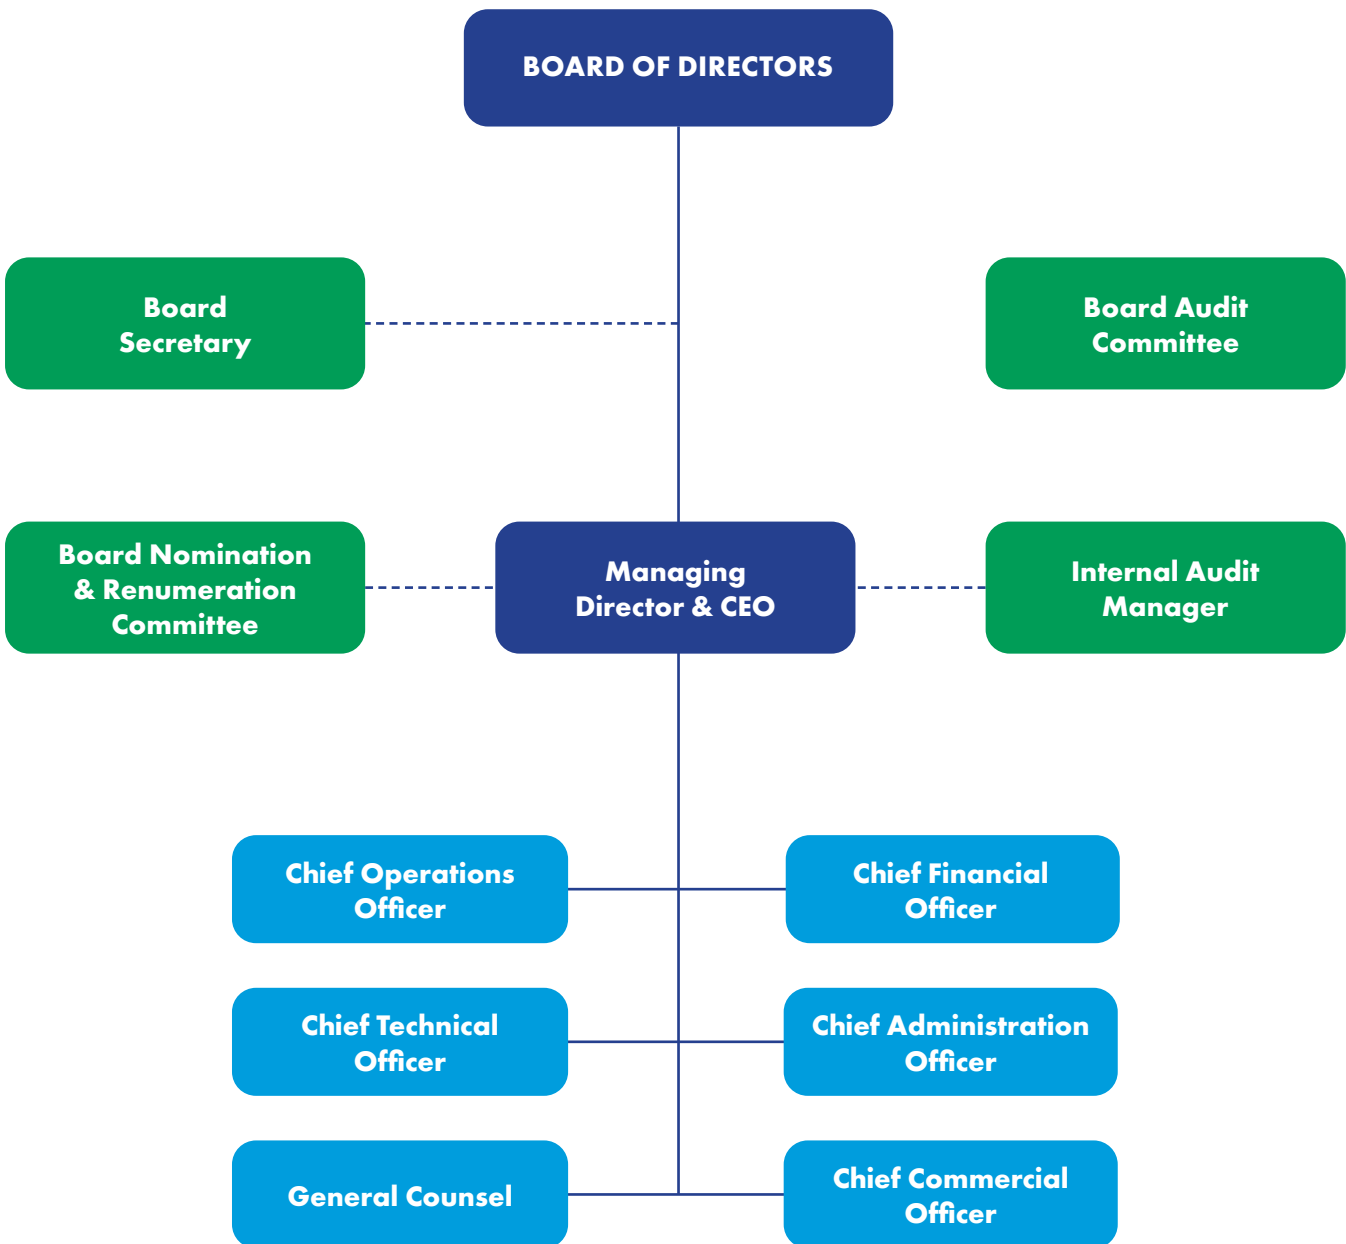 BOARD OF DIRECTORS
Board
Secretary
Board Audit
Committee
Board Nomination
& Renumeration
Committee
Managing
Director & CEO
Internal Audit
Manager
Chief Operations
Officer
Chief Financial
Officer
Chief Technical
Officer
Chief Administration
Officer
General Counsel
Chief Commercial
Officer